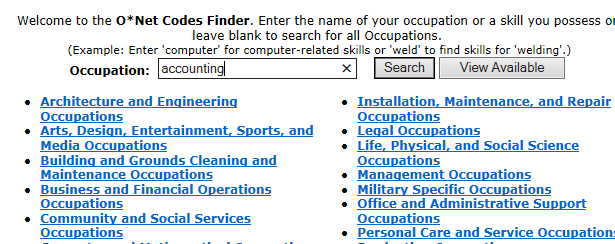 Welcome to the O*Net Codes Finder. Enter the name of your occupation or a skill you possess or
leave blank to search for all Occupations.
(Example: Enter 'computer' for computer-related skills or 'weld' to find skills for 'welding'.)
Occupation: accounting × Search View Available
• Architecture and Engineering
Occupations
• Arts, Design, Entertainment, Sports, and
Media Occupations
• Building and Grounds Cleaning and
Maintenance Occupations
• Business and Financial Operations
Occupations
• Community and Social Services
Occupations
• Installation, Maintenance, and Repair
Occupations
• Legal Occupations
• Life, Physical, and Social Science
Occupations
• Management Occupations
• Military Specific Occupations
• Office and Administrative Support
Occupations
• Personal Care and Service Occupations